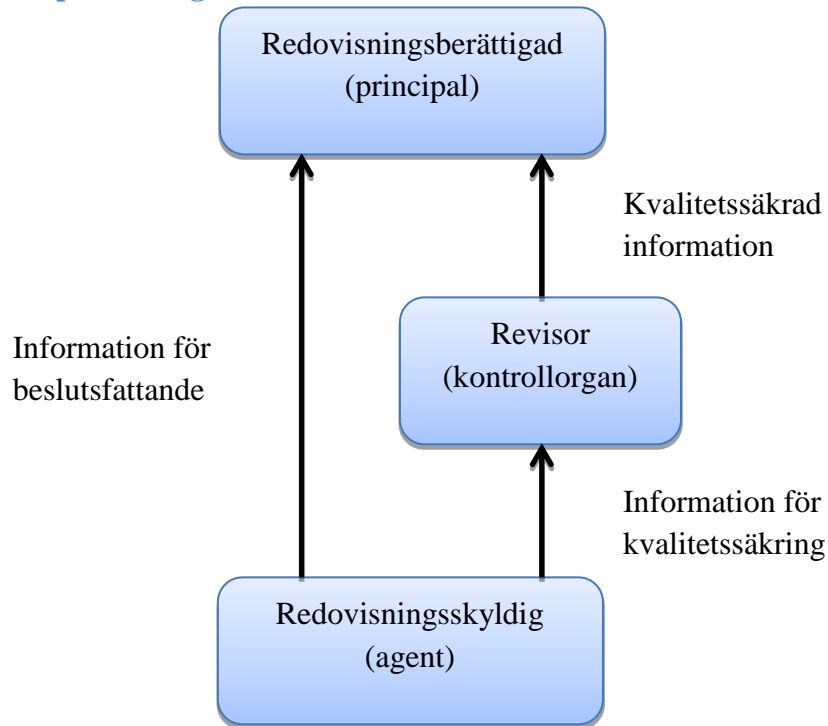 Redovisningsberättigad
(principal)
Kvalitetssäkrad
information
Revisor
(kontrollorgan)
Information för
beslutsfattande
Information för
kvalitetssäkring
Redovisningsskyldig
(agent)